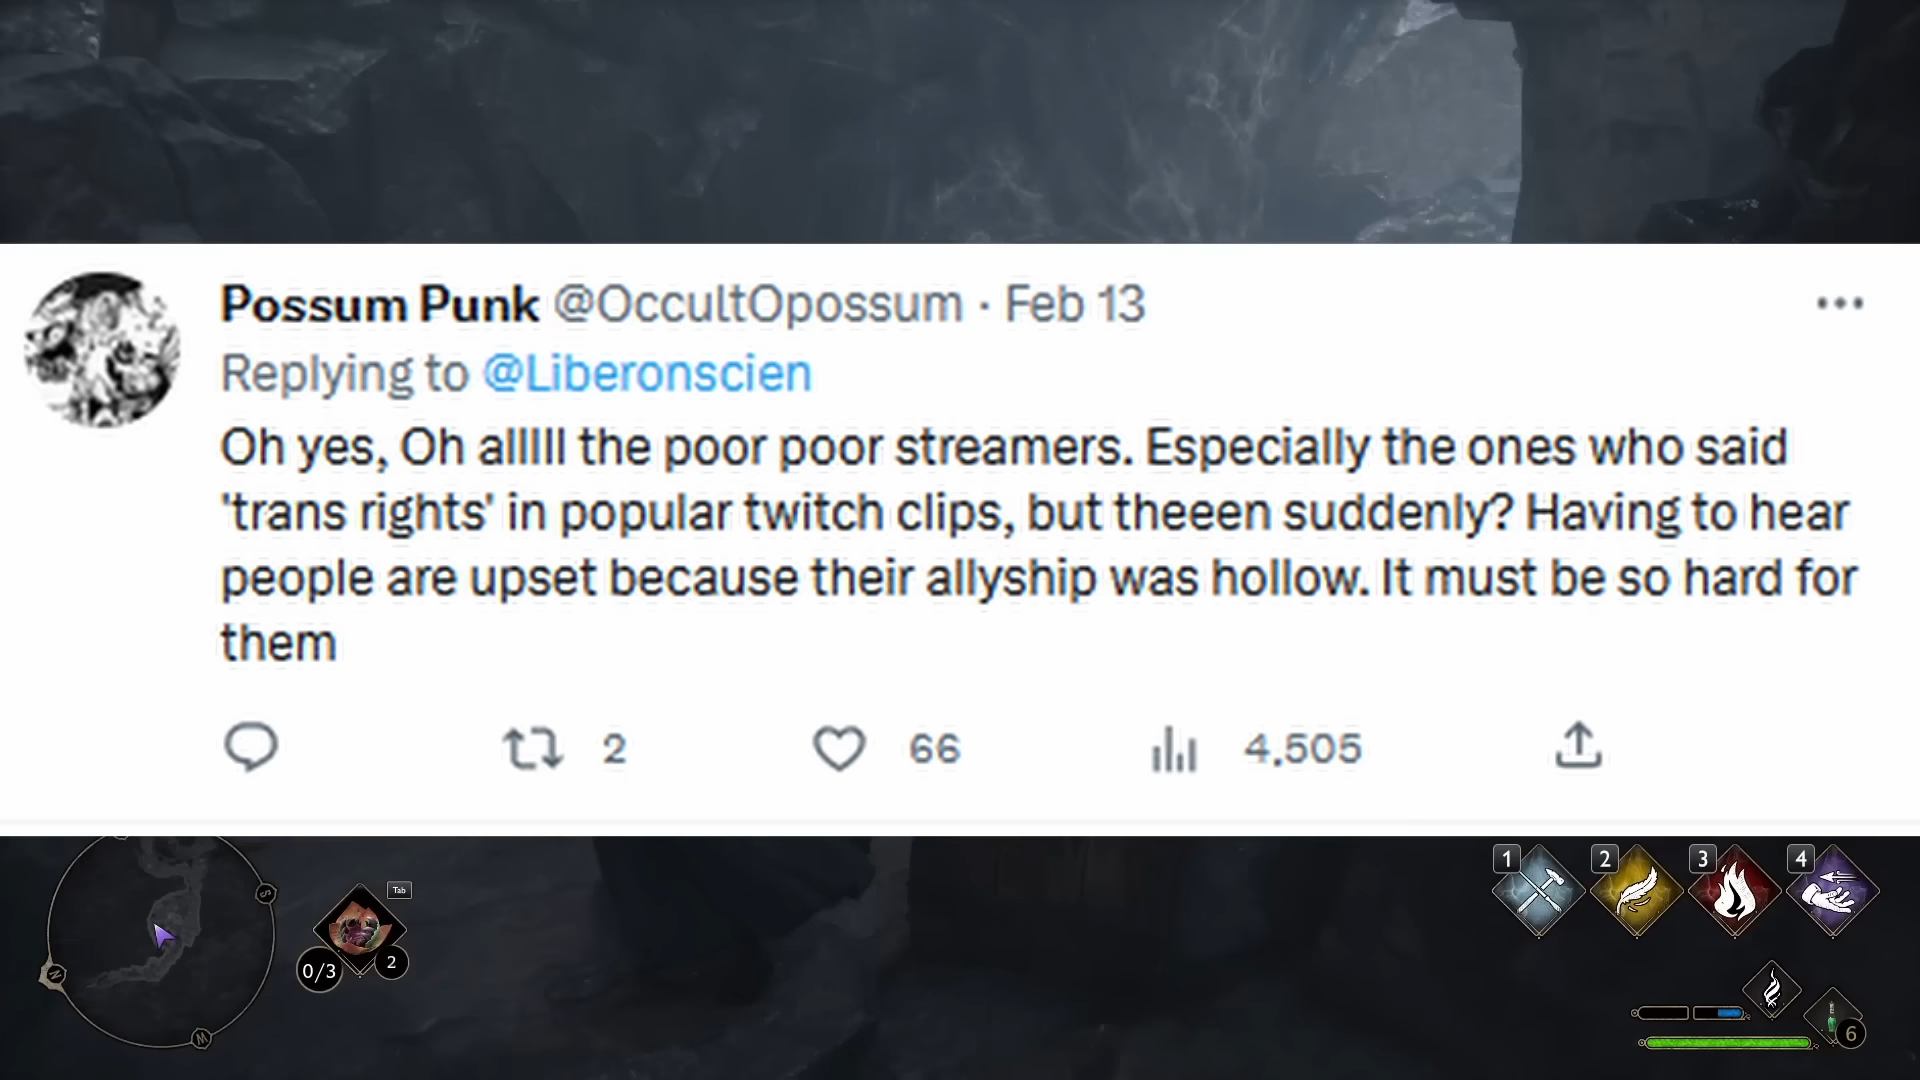 Possum Punk @OccultOpossum · Feb 13
Replying to @Liberonscien
Oh yes, Oh alllll the poor poor streamers. Especially the ones who said
'trans rights' in popular twitch clips, but theeen suddenly? Having to hear
people are upset because their allyship was hollow. It must be so hard for
them
2 66 4,505
1 2 3 4
S
Tab
N
0/3 2
W
6